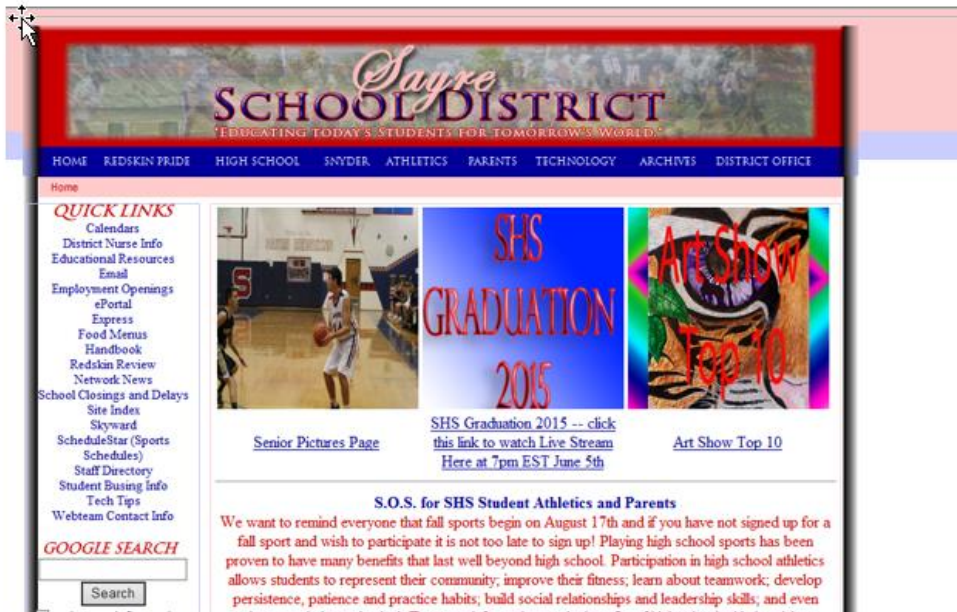 Sayre
SCHOOL DISTRICT
"EDUCATING TODAY'S STUDENTS FOR TOMORROW'S WORLD."
HOME REDSKIN PRIDE HIGH SCHOOL SNYDER ATHLETICS PARENTS TECHNOLOGY ARCHIVES DISTRICT OFFICE
Home
QUICK LINKS
Calendars
District Nurse Info
Educational Resources
Email
Employment Openings
ePortal
Express
Food Menus
Handbook
Redskin Review
Network News
School Closings and Delays
Site Index
Skyward
ScheduleStar (Sports
Schedules)
Staff Directory
Student Busing Info
Tech Tips
Webteam Contact Info
GOOGLE SEARCH
Search
S
SHS
GRADUATION
2015
Art Show
Top 10
Senior Pictures Page
SHS Graduation 2015 -- click
this link to watch Live Stream
Here at 7pm EST June 5th
Art Show Top 10
S.O.S. for SHS Student Athletics and Parents
We want to remind everyone that fall sports begin on August 17th and if you have not signed up for a
fall sport and wish to participate it is not too late to sign up! Playing high school sports has been
proven to have many benefits that last well beyond high school. Participation in high school athletics
allows students to represent their community; improve their fitness; learn about teamwork; develop
persistence, patience and practice habits; build social relationships and leadership skills; and even